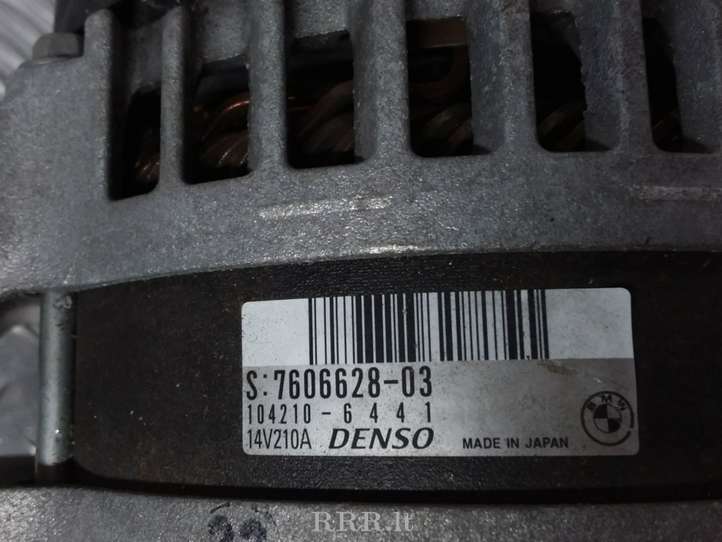 S:7606628-03
104210-6441
14V210A DENSO MADE IN JAPAN
BMW
RRR.lt